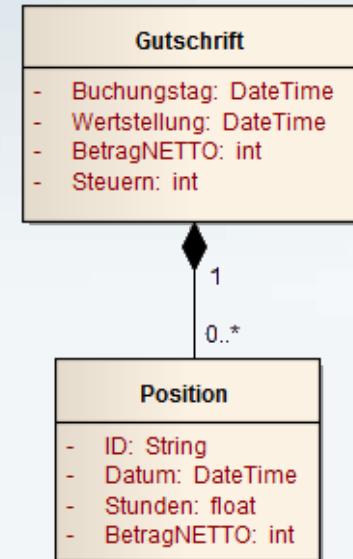 Gutschrift
- Buchungstag: DateTime
- Wertstellung: DateTime
- BetragNETTO: int
- Steuern: int
1
0..*
Position
- ID: String
- Datum: DateTime
- Stunden: float
- BetragNETTO: int